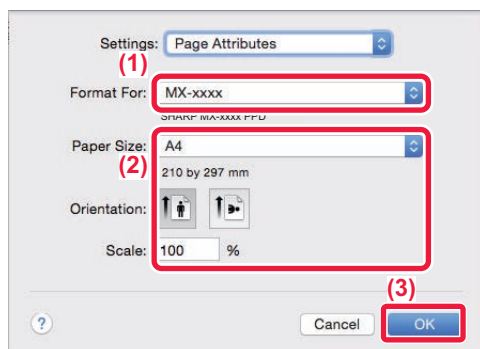 Settings: Page Attributes
(1)
Format For: MX-xxxx
SHARP MX-xxxx PPD
Paper Size: A4
(2)
210 by 297 mm
Orientation:
Scale: 100 %
(3)
? Cancel OK